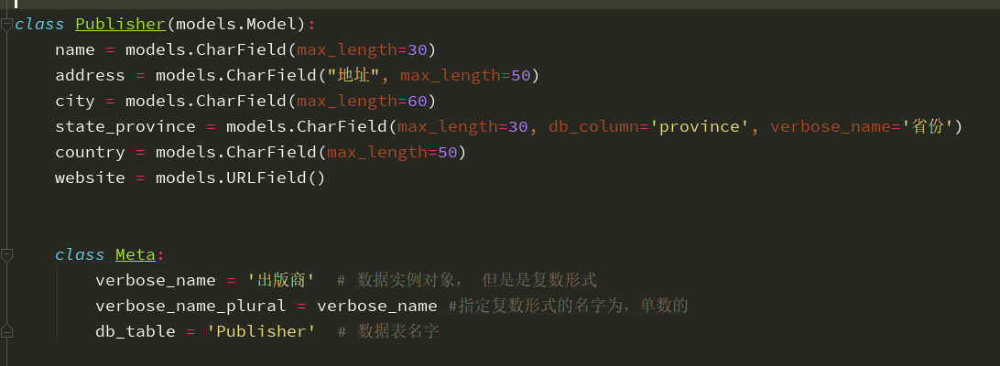 class Publisher(models.Model):
    name = models.CharField(max_length=30)
    address = models.CharField("地址", max_length=50)
    city = models.CharField(max_length=60)
    state_province = models.CharField(max_length=30, db_column='province', verbose_name='省份')
    country = models.CharField(max_length=50)
    website = models.URLField()
    class Meta:
        verbose_name = '出版商'  # 数据实例对象， 但是是复数形式
        verbose_name_plural = verbose_name #指定复数形式的名字为，单数的
        db_table = 'Publisher'  # 数据表名字